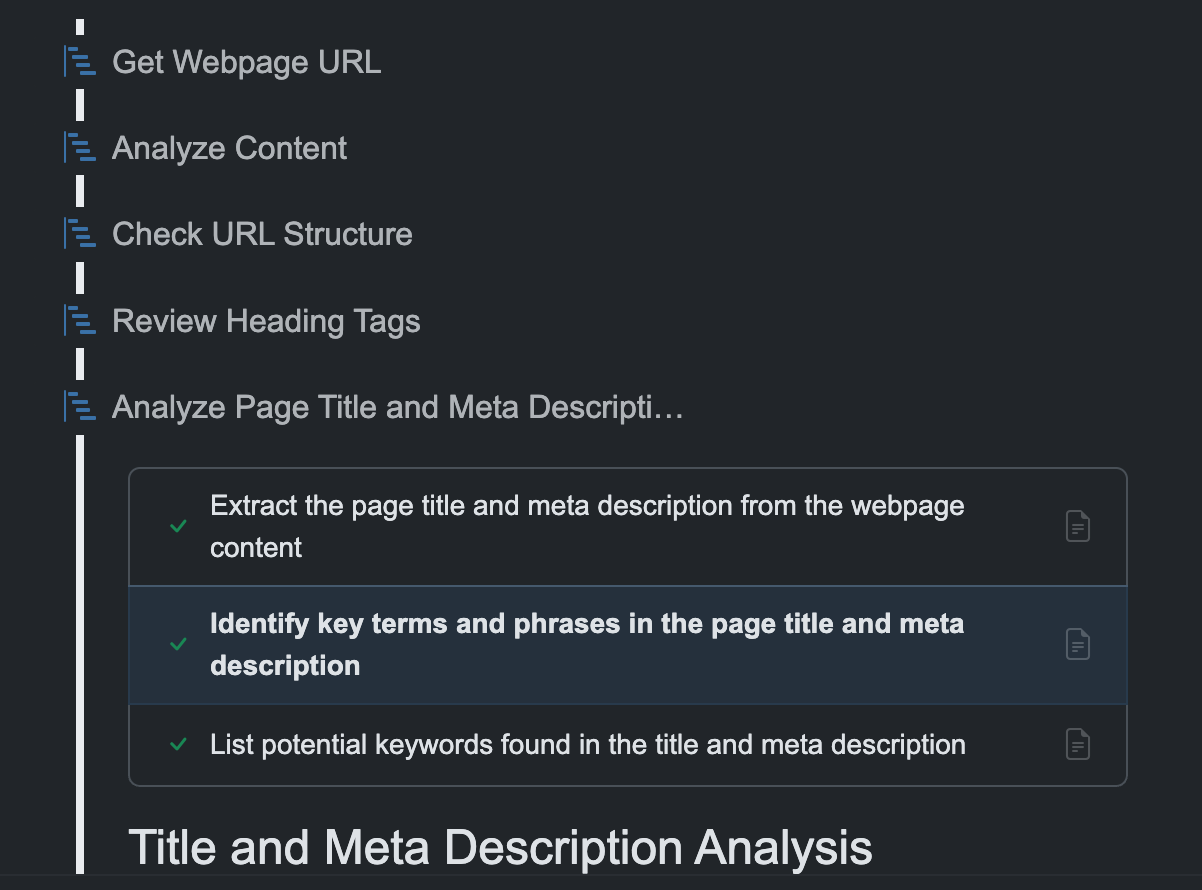 Get Webpage URL
Analyze Content
Check URL Structure
Review Heading Tags
Analyze Page Title and Meta Descripti…
Extract the page title and meta description from the webpage
content
Identify key terms and phrases in the page title and meta
description
List potential keywords found in the title and meta description
Title and Meta Description Analysis